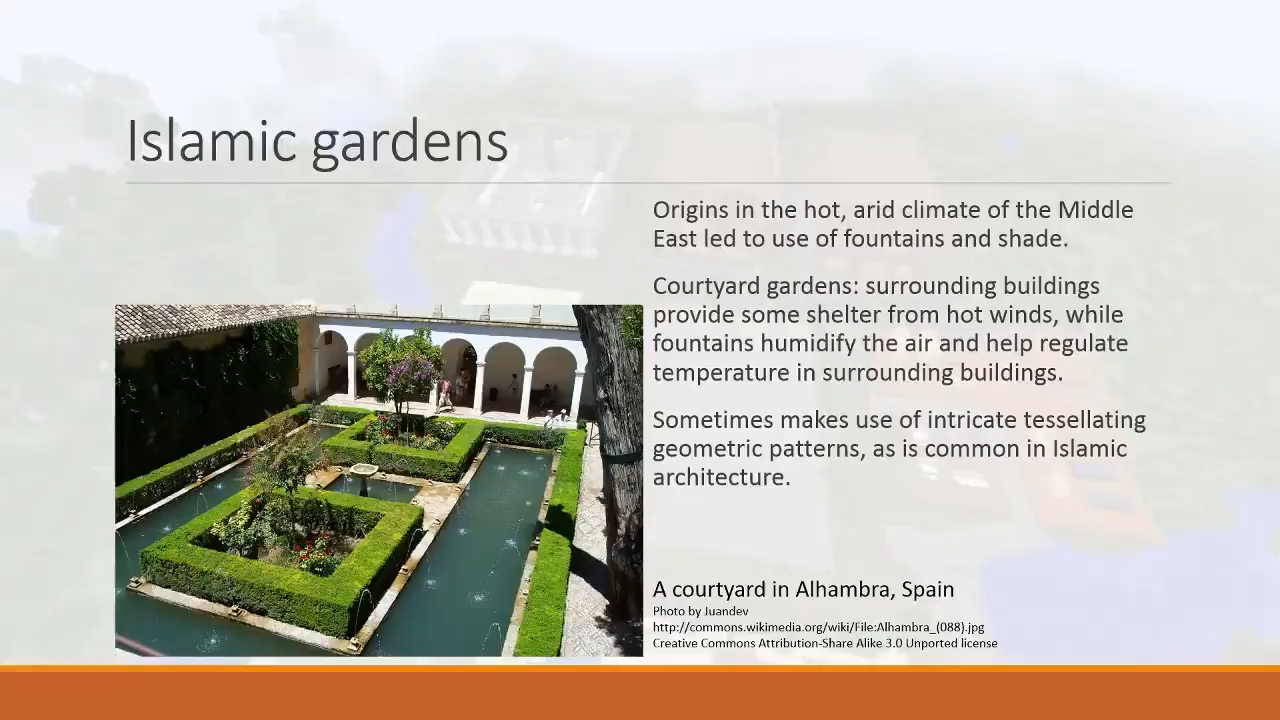 Islamic gardens
Origins in the hot, arid climate of the Middle
East led to use of fountains and shade.
Courtyard gardens: surrounding buildings
provide some shelter from hot winds, while
fountains humidify the air and help regulate
temperature in surrounding buildings.
Sometimes makes use of intricate tessellating
geometric patterns, as is common in Islamic
architecture.
A courtyard in Alhambra, Spain
Photo by Juandev
http://commons.wikimedia.org/wiki/File:Alhambra_(088).jpg
Creative Commons Attribution-Share Alike 3.0 Unported license